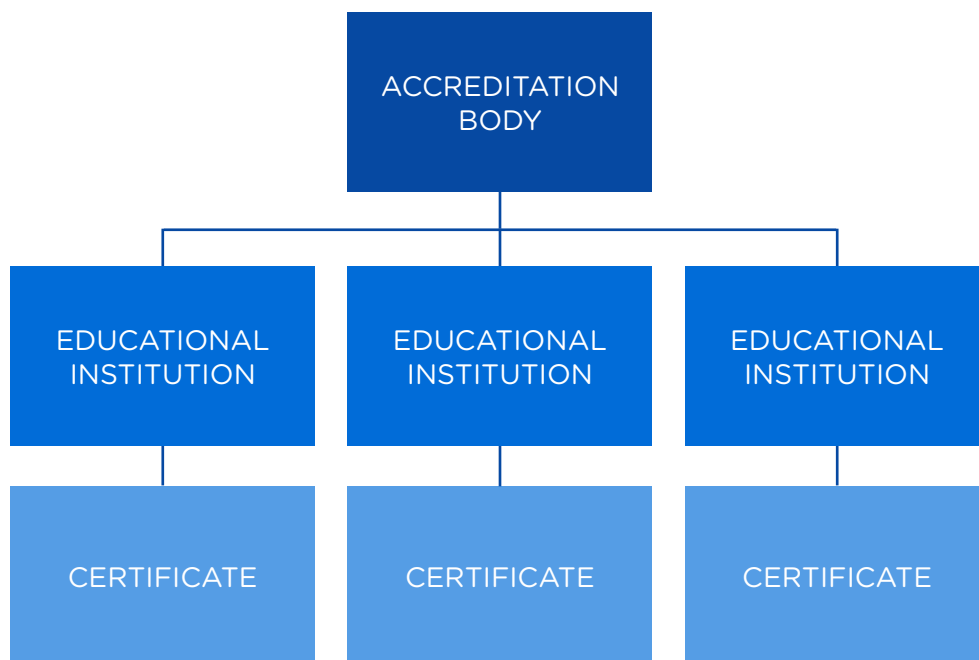 ACCREDITATION
BODY
EDUCATIONAL
INSTITUTION
EDUCATIONAL
INSTITUTION
EDUCATIONAL
INSTITUTION
CERTIFICATE
CERTIFICATE
CERTIFICATE